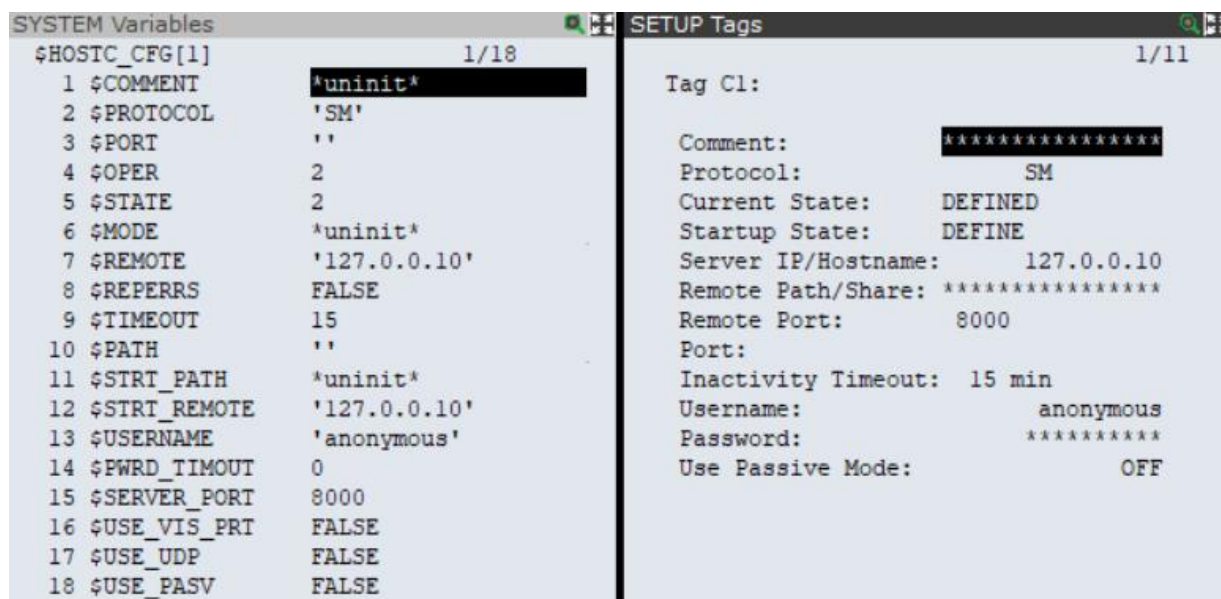 SYSTEM Variables
$HOSTC_CFG[1] 1/18
1 $COMMENT *uninit*
2 $PROTOCOL 'SM'
3 $PORT ''
4 $OPER 2
5 $STATE 2
6 $MODE *uninit*
7 $REMOTE '127.0.0.10'
8 $REPERRS FALSE
9 $TIMEOUT 15
10 $PATH ''
11 $STRT_PATH *uninit*
12 $STRT_REMOTE '127.0.0.10'
13 $USERNAME 'anonymous'
14 $PWRD_TIMOUT 0
15 $SERVER_PORT 8000
16 $USE_VIS_PRT FALSE
17 $USE_UDP FALSE
18 $USE_PASV FALSE
SETUP Tags
1/11
Tag C1:
Comment: ****************
Protocol: SM
Current State: DEFINED
Startup State: DEFINE
Server IP/Hostname: 127.0.0.10
Remote Path/Share: ****************
Remote Port: 8000
Port:
Inactivity Timeout: 15 min
Username: anonymous
Password: **********
Use Passive Mode: OFF